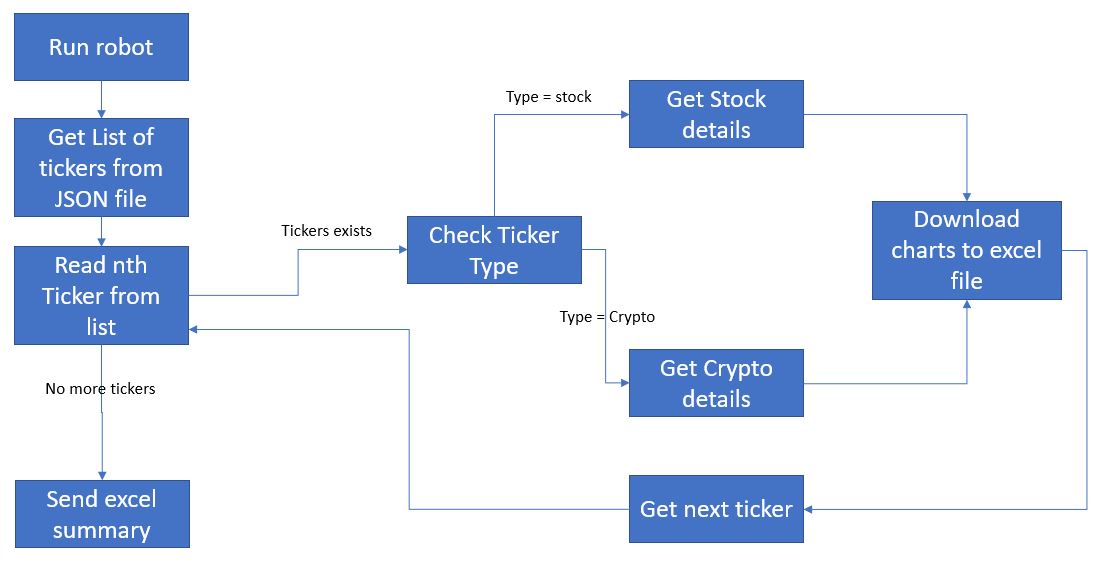 Run robot
Get List of
tickers from
JSON file
Read nth
Ticker from
list
No more tickers
Send excel
summary
Tickers exists
Check Ticker
Type
Type = stock
Get Stock
details
Type = Crypto
Get Crypto
details
Download
charts to excel
file
Get next ticker